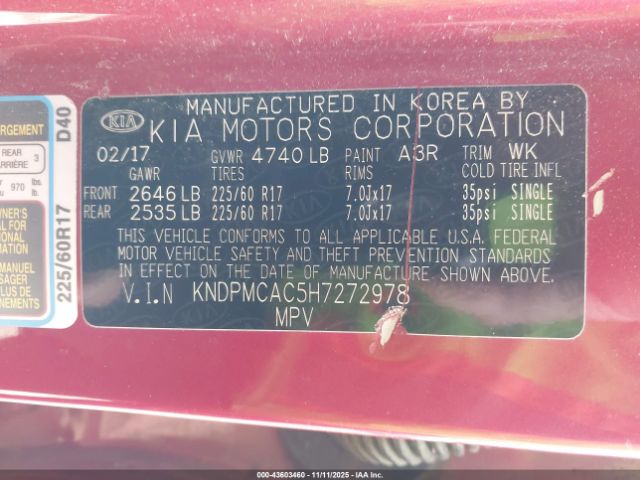 MANUFACTURED IN KOREA BY
KIA KIA MOTORS CORPORATION
02/17 GVWR 4740 LB PAINT A3R TRIM WK
GAWR TIRES RIMS COLD TIRE INFL
FRONT 2646 LB 225/60 R17 7.0Jx17 35psi SINGLE
REAR 2535 LB 225/60 R17 7.0Jx17 35psi SINGLE
THIS VEHICLE CONFORMS TO ALL APPLICABLE U.S.A. FEDERAL
MOTOR VEHICLE SAFETY AND THEFT PREVENTION STANDARDS
IN EFFECT ON THE DATE OF MANUFACTURE SHOWN ABOVE.
V.I.N KNDPMCAC5H7272978
MPV
225/60R17 D40
REAR 3
970 lbs.
000-43603460 - 11/11/2025 - IAA Inc.